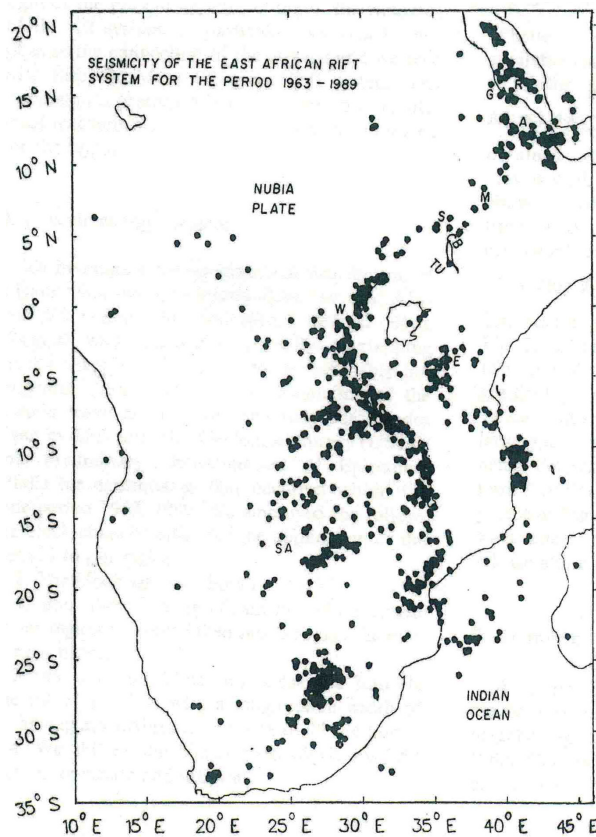 SEISMICITY OF THE EAST AFRICAN RIFT
SYSTEM FOR THE PERIOD 1963 – 1989
20° N
15° N
10° N
5° N
0°
5° S
10° S
15° S
20° S
25° S
30° S
35° S
G
R
A
M
S
CB
TU
NUBIA
PLATE
W
E
SA
INDIAN
OCEAN
10° E
15° E
20° E
25° E
30° E
35° E
40° E
45° E